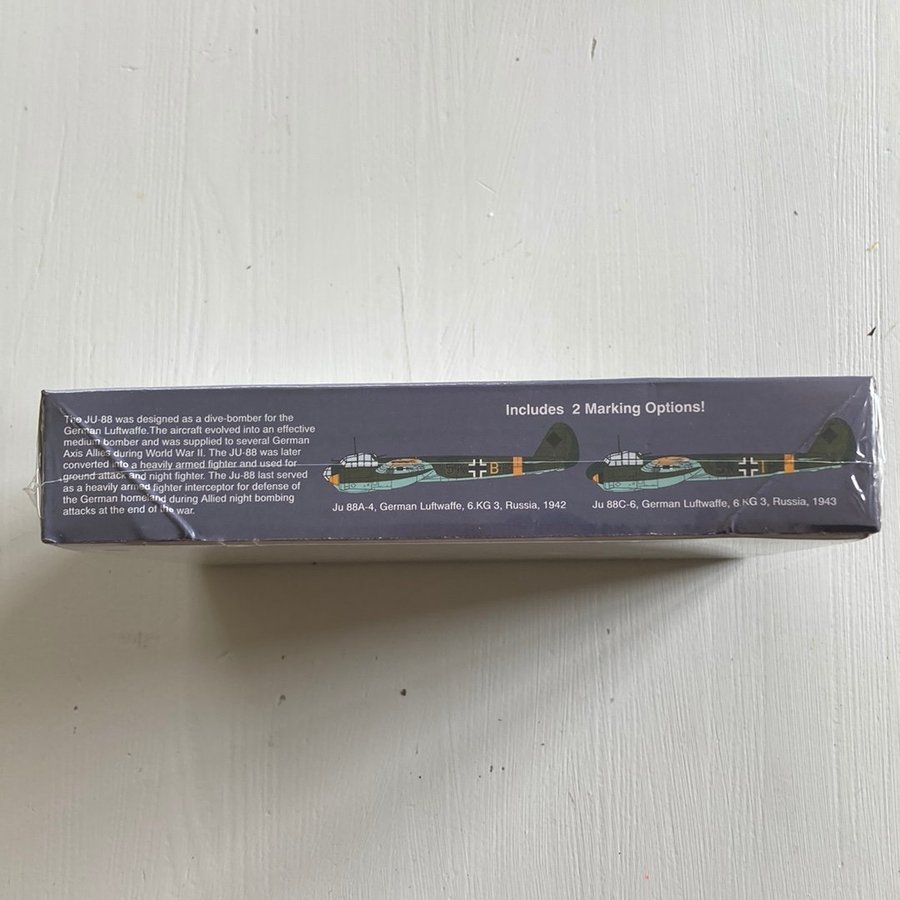 The JU-88 was designed as a dive-bomber for the
German Luftwaffe.The aircraft evolved into an effective
medium bomber and was supplied to several German
Axis Allies during World War II. The JU-88 was later
converted into a heavily armed fighter and used for
ground attack and night fighter. The Ju-88 last served
as a heavily armed fighter interceptor for defense of
the German homeland during Allied night bombing
attacks at the end of the war.
Includes 2 Marking Options!
B
I
Ju 88A-4, German Luftwaffe, 6.KG 3, Russia, 1942
Ju 88C-6, German Luftwaffe, 6.KG 3, Russia, 1943